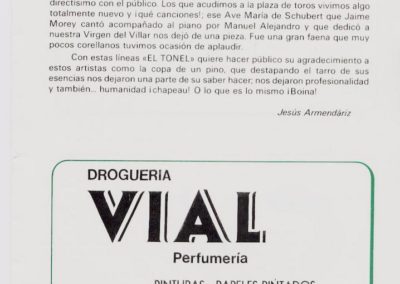 directísimo con el público. Los que acudimos a la plaza de toros vivimos algo
totalmente nuevo y ¡qué canciones!; ese Ave María de Schubert que Jaime
Morey cantó acompañado al piano por Manuel Alejandro y que dedicó a
nuestra Virgen del Villar nos dejó de una pieza. Fue una gran faena que muy
pocos corellanos tuvimos ocasión de aplaudir.
Con estas líneas «EL TONEL» quiere hacer público su agradecimiento a
estos artistas como la copa de un pino, que destapando el tarro de sus
esencias nos dejaron una parte de su saber hacer; nos dejaron profesionalidad
y también.. humanidad ¡chapeau! O lo que es lo mismo ¡Boina!
Jesús Armendáriz
DROGUERIA
VIAL
Perfumería
PINTURAS - PAPELES PINTADOS